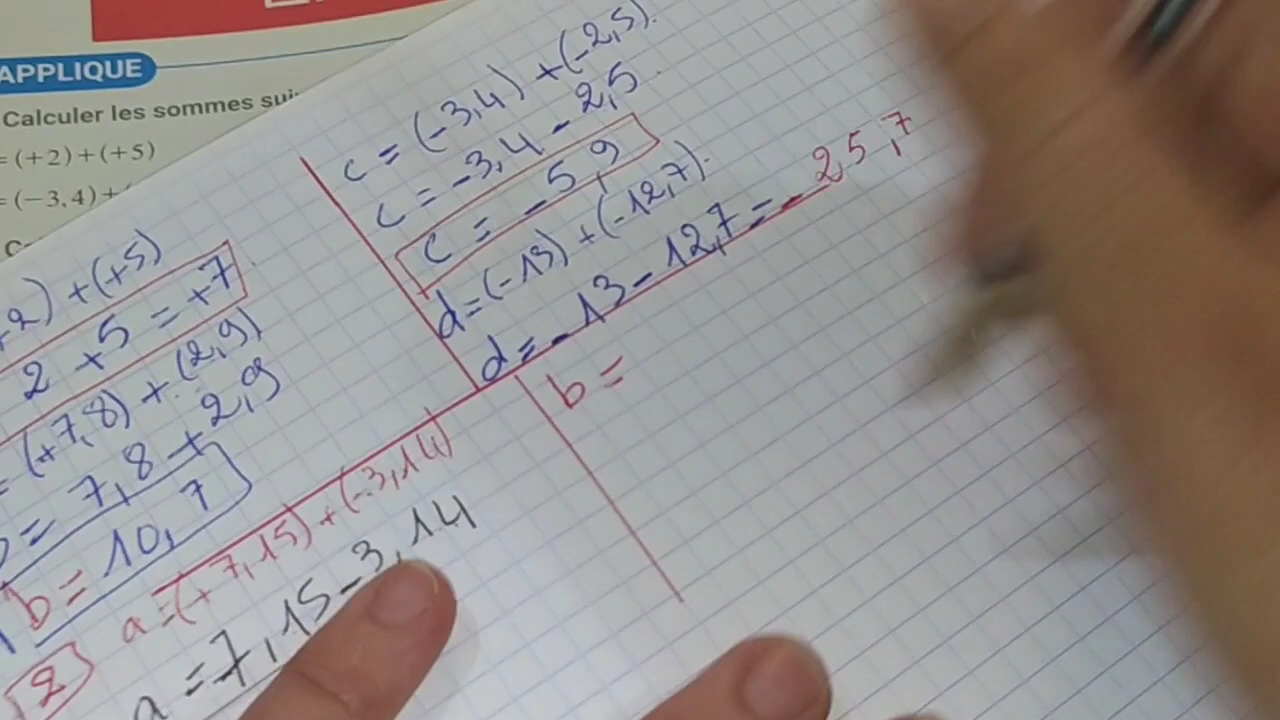 APPLIQUE
Calculer les sommes
= (+2) + (+5)
= (−3,4) +
2) + (+5)
2 + 5 = +7
= (+7,8) + (2,9)
= 7,8 + 2,9
b = 10,7
2
a = (+7,15) + (-3,14)
a = 7,15 - 3,14
c = (-3,4) + (-2,5).
c = -3,4 - 2,5
c = - 5,9
d = (-13) + (-12,7).
d = - 13 - 12,7 = - 25,7
b =